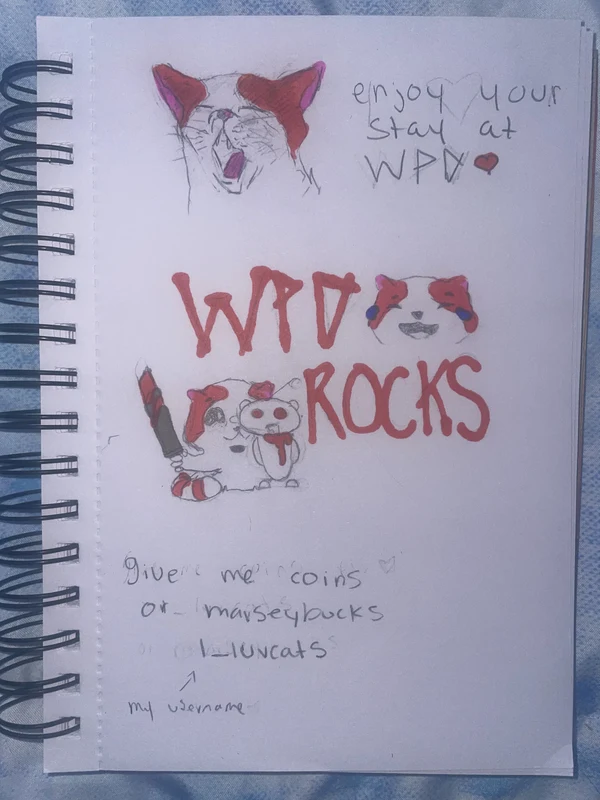 enjoy your
stay at
WPD
WPD
ROCKS
give me coins
or marseybucks
I_luvcats
my username